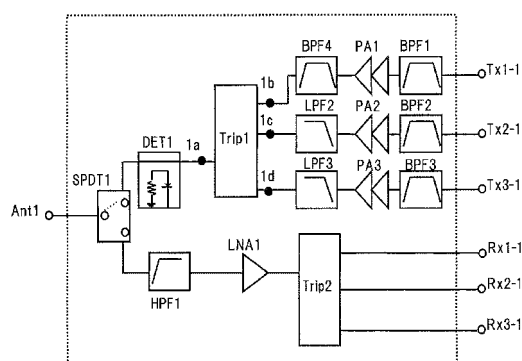 BPF4 PA1 BPF1
Tx1-1
1b
1c LPF2 PA2 BPF2
Tx2-1
DET1 1a Trip1
1d LPF3 PA3 BPF3
Tx3-1
SPDT1
Ant1
LNA1
Rx1-1
HPF1 Trip2 Rx2-1
Rx3-1